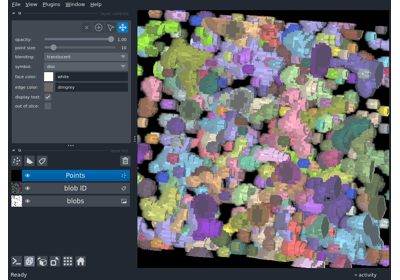 File View Plugins Window Help
opacity: 1.00
point size: 10
blending: translucent
symbol: disc
face color: white
edge color: dimgrey
display text:
out of slice:
Points
blob ID
blobs
Ready
activity